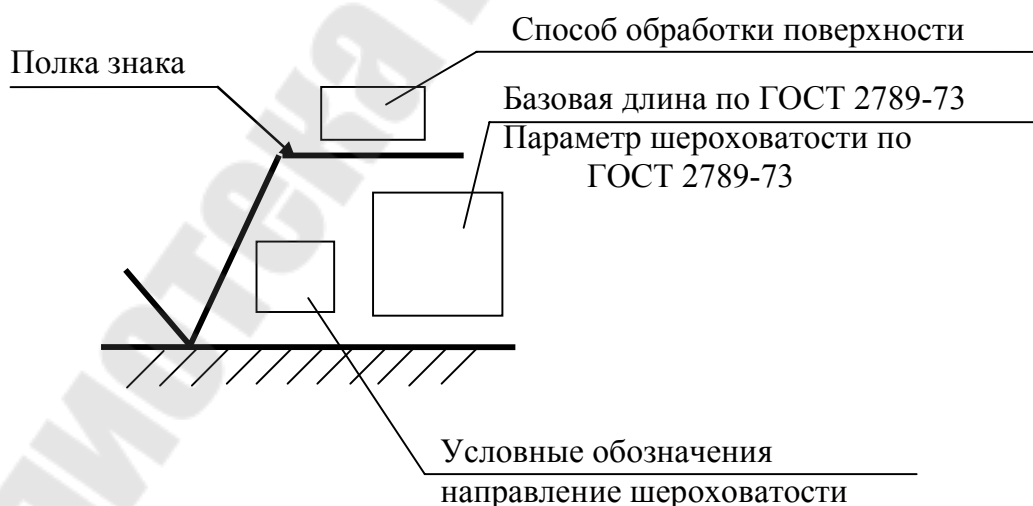 Способ обработки поверхности
Полка знака
Базовая длина по ГОСТ 2789-73
Параметр шероховатости по
ГОСТ 2789-73
Условные обозначения
направление шероховатости